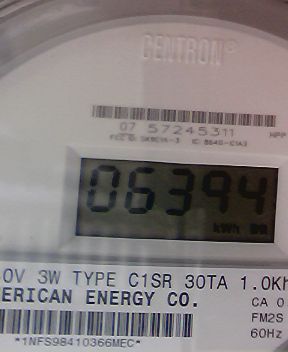 CENTRON®
07 57245311
06394
kWh
0V 3W TYPE C1SR 30TA 1.0Kh
ERICAN ENERGY CO.
CA 0
FM2S
60Hz
*1NFS98410366MEC*